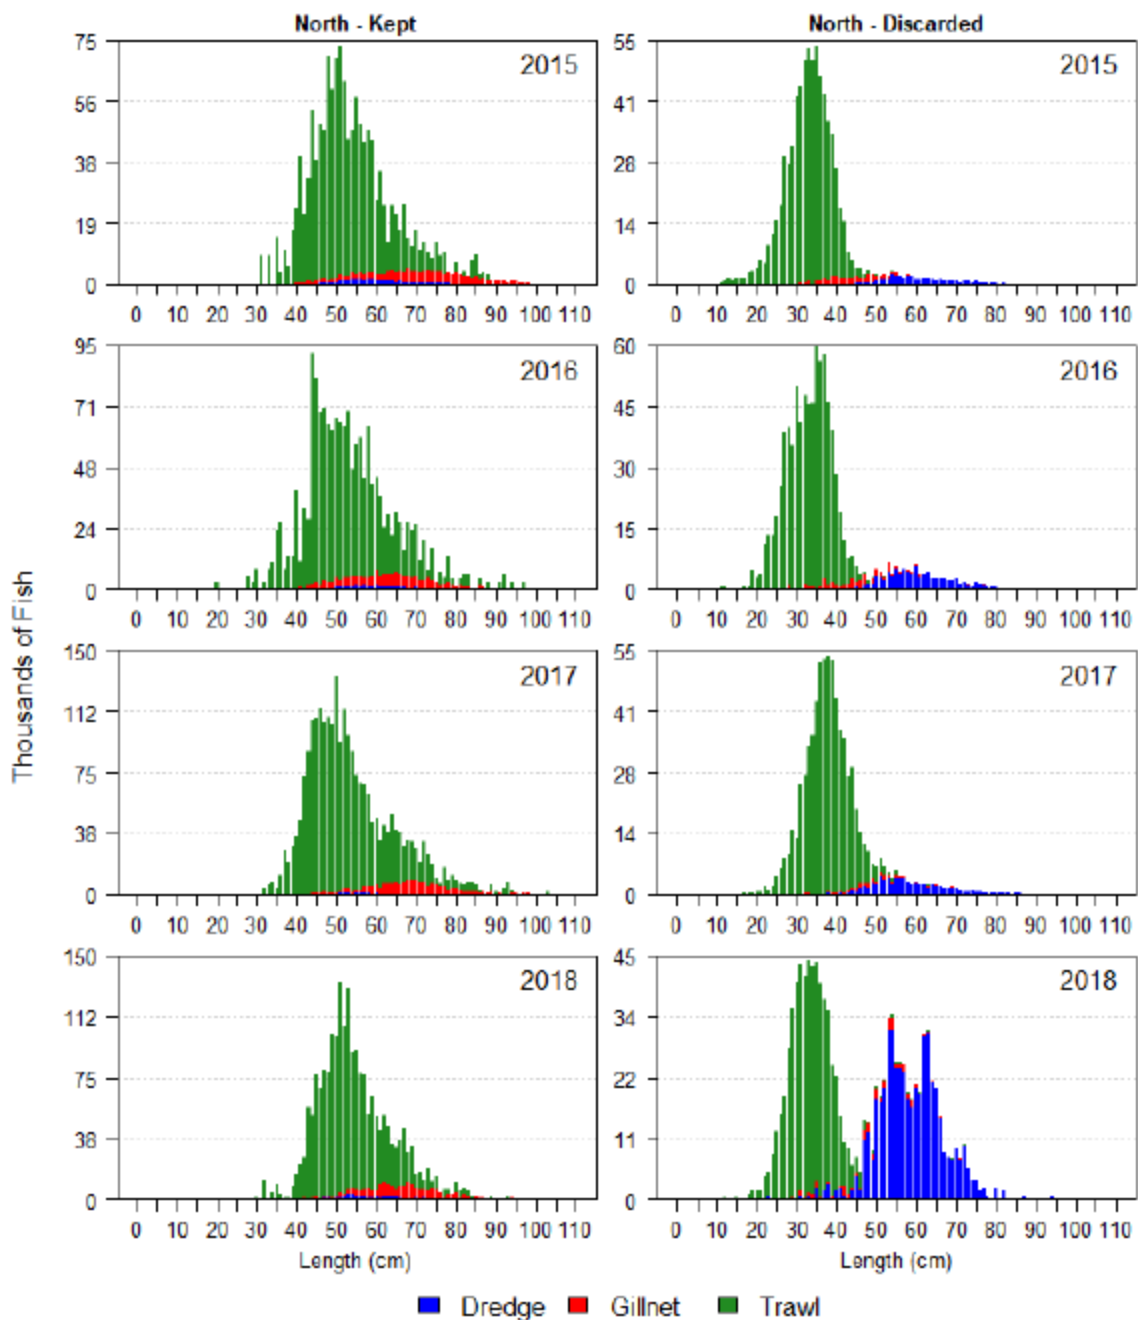 North - Kept North - Discarded
75 2015 55 2015
56 41
38 28
19 14
0 0
0 10 20 30 40 50 60 70 80 90 100 110 0 10 20 30 40 50 60 70 80 90 100 110
95 2016 60 2016
71 45
48 30
24 15
0 0
0 10 20 30 40 50 60 70 80 90 100 110 0 10 20 30 40 50 60 70 80 90 100 110
Thousands of Fish
150 2017 55 2017
112 41
75 28
38 14
0 0
0 10 20 30 40 50 60 70 80 90 100 110 0 10 20 30 40 50 60 70 80 90 100 110
150 2018 45 2018
112 34
75 22
38 11
0 0
0 10 20 30 40 50 60 70 80 90 100 110 0 10 20 30 40 50 60 70 80 90 100 110
Length (cm) Length (cm)
Dredge Gillnet Trawl